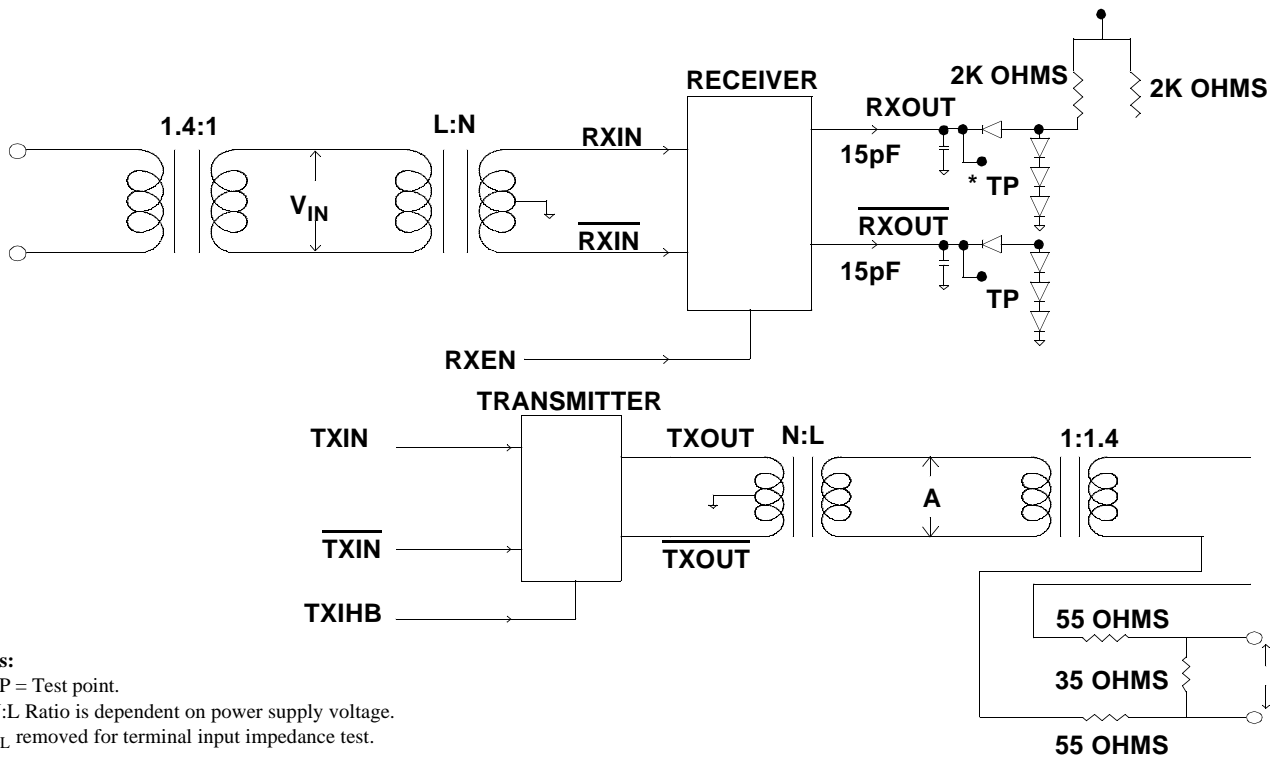 2K OHMS
2K OHMS
RECEIVER
1.4:1
L:N
RXIN
RXOUT
15pF
* TP
VIN
RXIN
RXOUT
15pF
TP
RXEN
TRANSMITTER
TXIN
TXOUT
N:L
1:1.4
A
TXIN
TXOUT
TXIHB
55 OHMS
35 OHMS
55 OHMS
s:
P = Test point.
:L Ratio is dependent on power supply voltage.
L removed for terminal input impedance test.